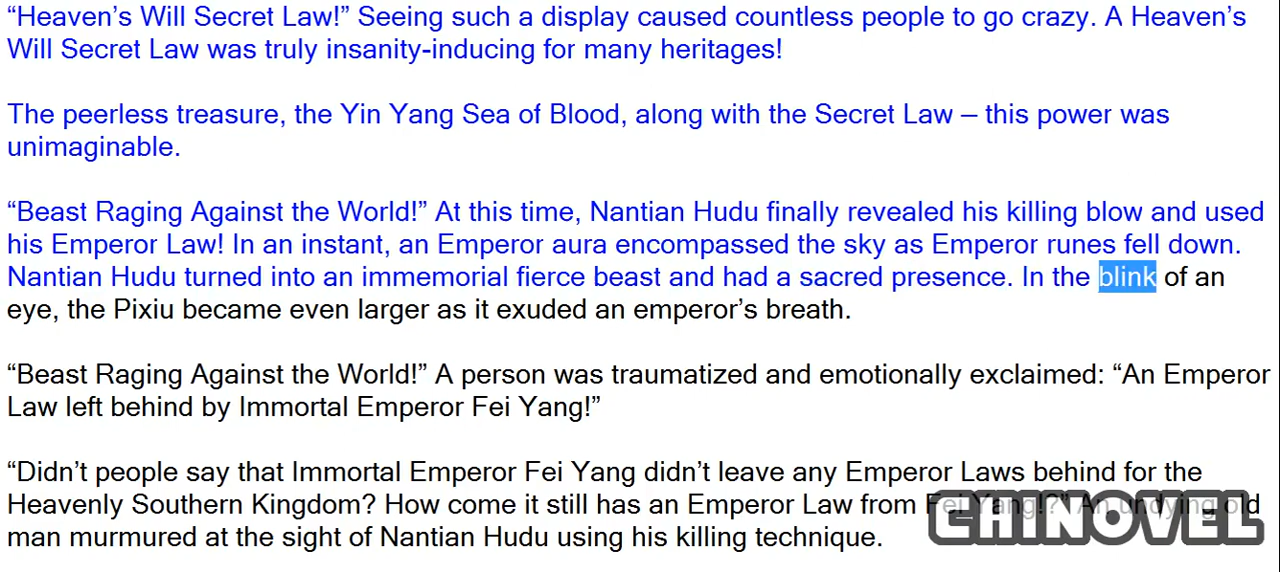 “Heaven’s Will Secret Law!” Seeing such a display caused countless people to go crazy. A Heaven’s
Will Secret Law was truly insanity-inducing for many heritages!
The peerless treasure, the Yin Yang Sea of Blood, along with the Secret Law – this power was
unimaginable.
“Beast Raging Against the World!” At this time, Nantian Hudu finally revealed his killing blow and used
his Emperor Law! In an instant, an Emperor aura encompassed the sky as Emperor runes fell down.
Nantian Hudu turned into an immemorial fierce beast and had a sacred presence. In the blink of an
eye, the Pixiu became even larger as it exuded an emperor’s breath.
“Beast Raging Against the World!” A person was traumatized and emotionally exclaimed: “An Emperor
Law left behind by Immortal Emperor Fei Yang!”
“Didn’t people say that Immortal Emperor Fei Yang didn’t leave any Emperor Laws behind for the
Heavenly Southern Kingdom? How come it still has an Emperor Law from Fei Yang!?” An undying old
man murmured at the sight of Nantian Hudu using his killing technique.
CHINOVEL